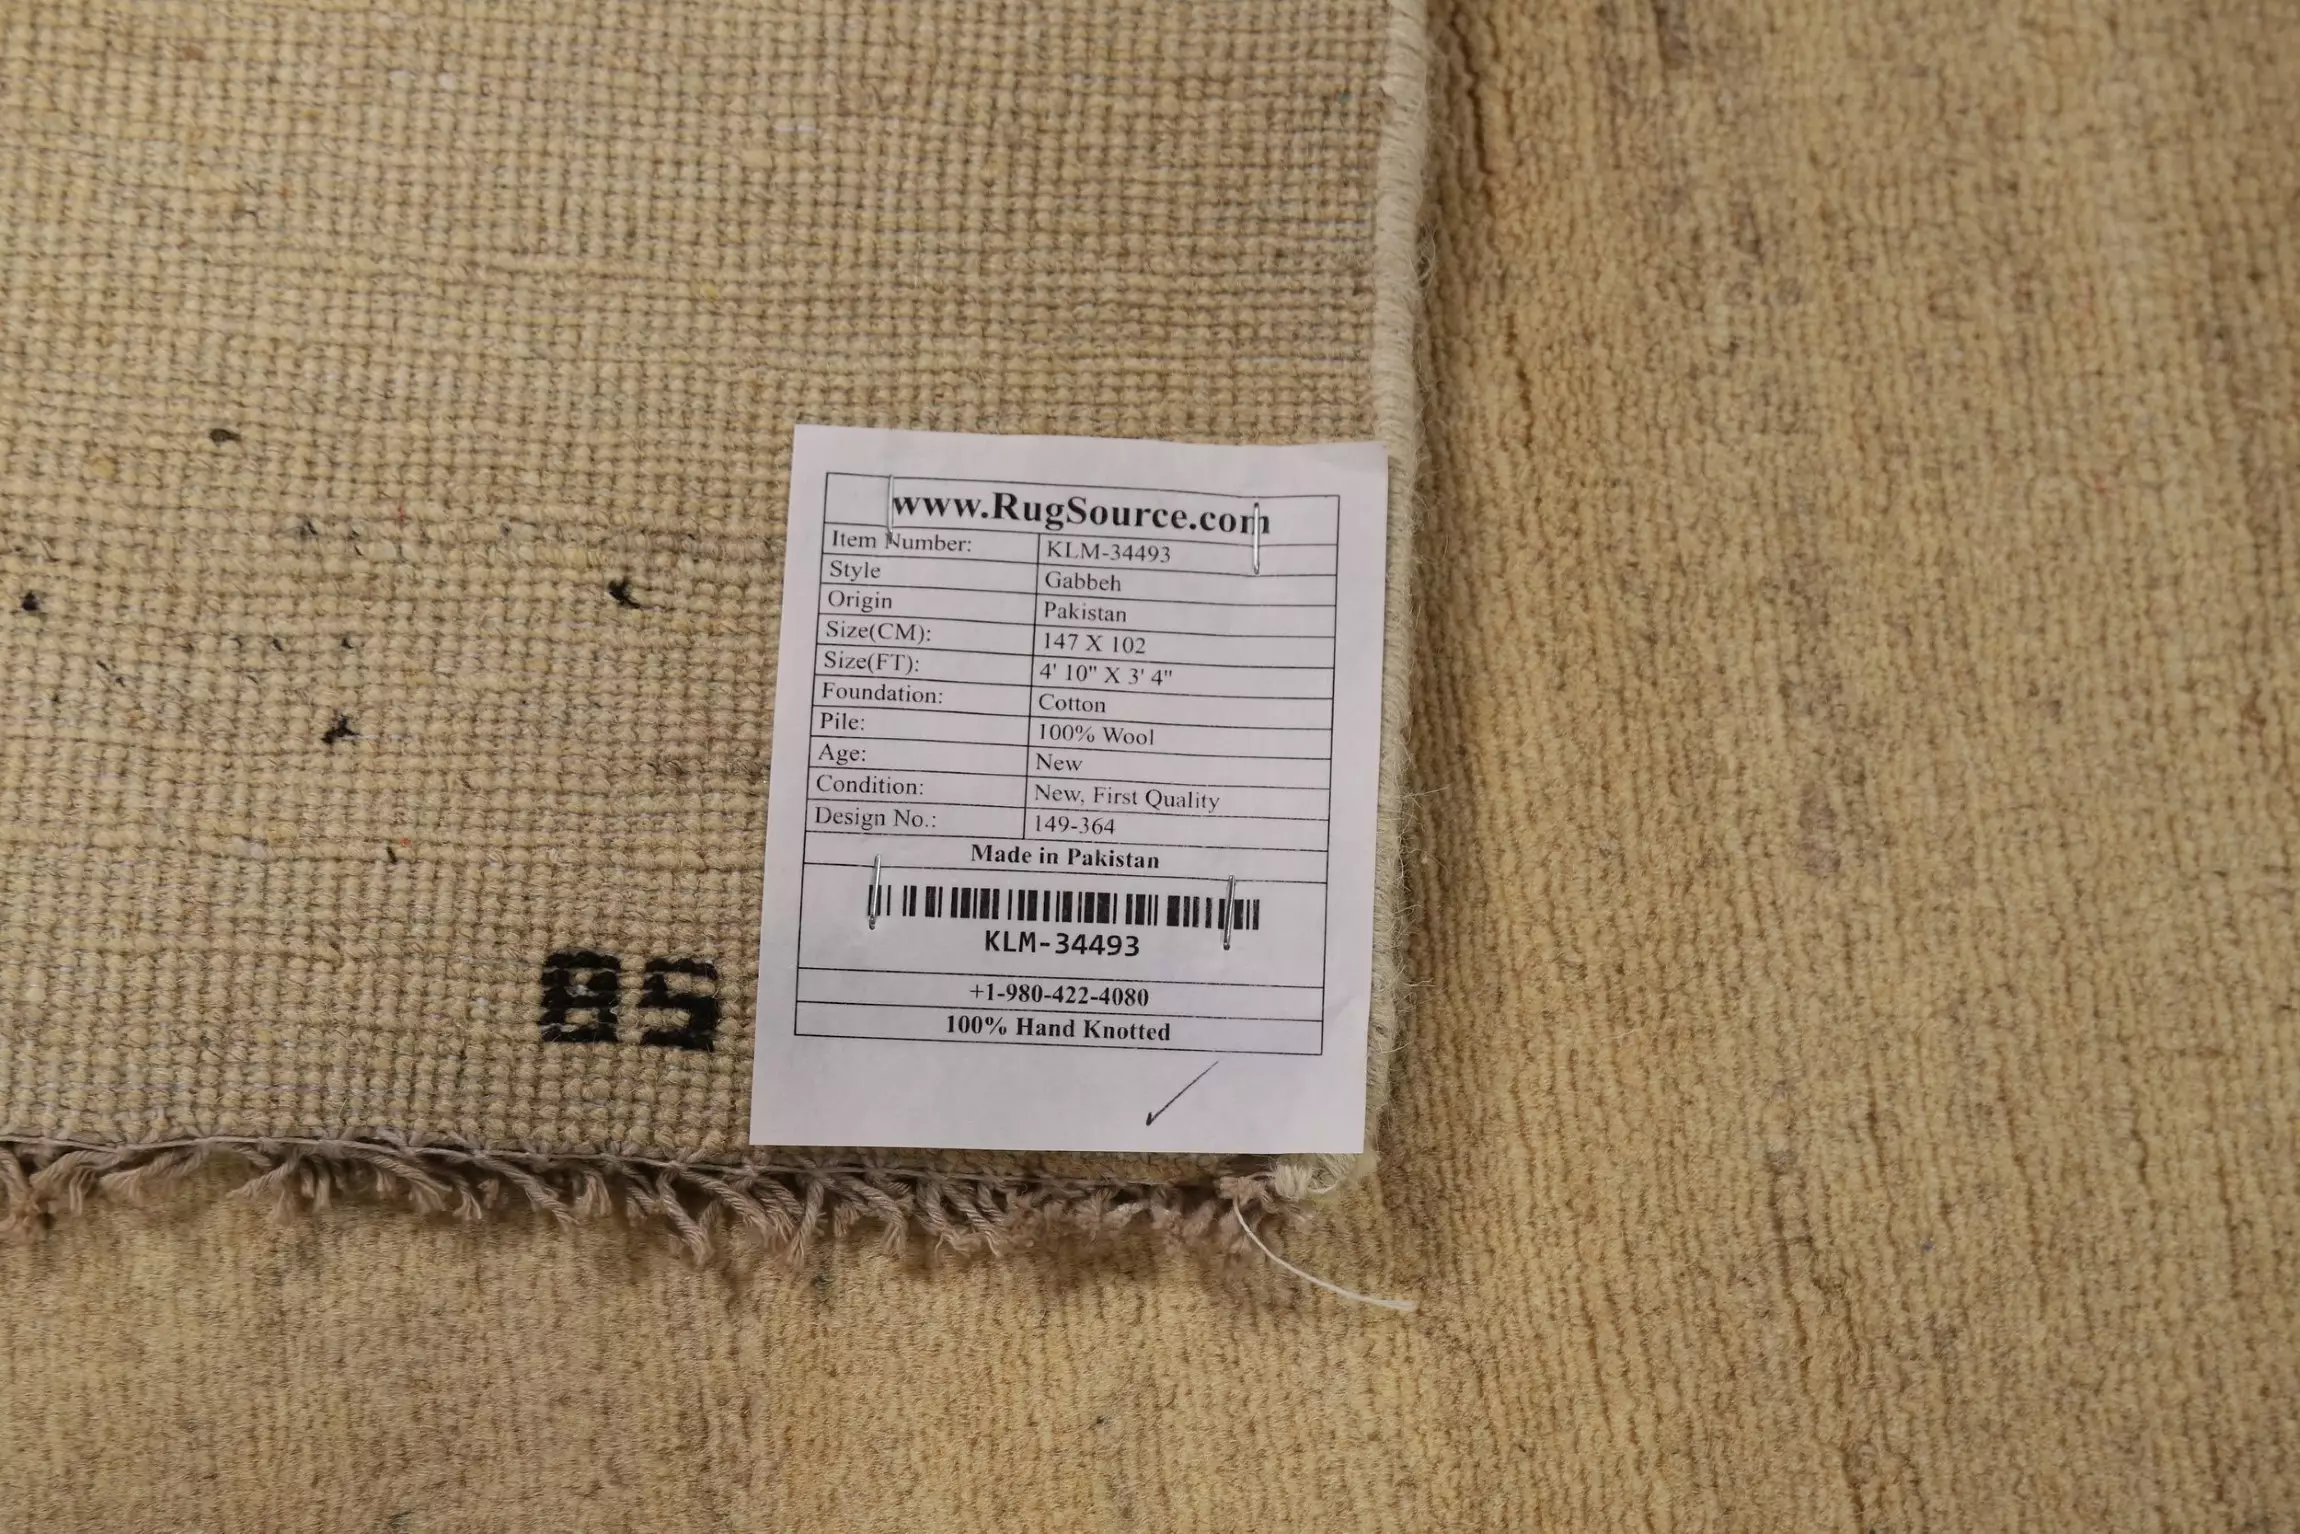 www.RugSource.com
Item Number: KLM-34493
Style Gabbeh
Origin Pakistan
Size(CM): 147 X 102
Size(FT): 4' 10" X 3' 4"
Foundation: Cotton
Pile: 100% Wool
Age: New
Condition: New, First Quality
Design No.: 149-364
Made in Pakistan
KLM-34493
+1-980-422-4080
100% Hand Knotted
85